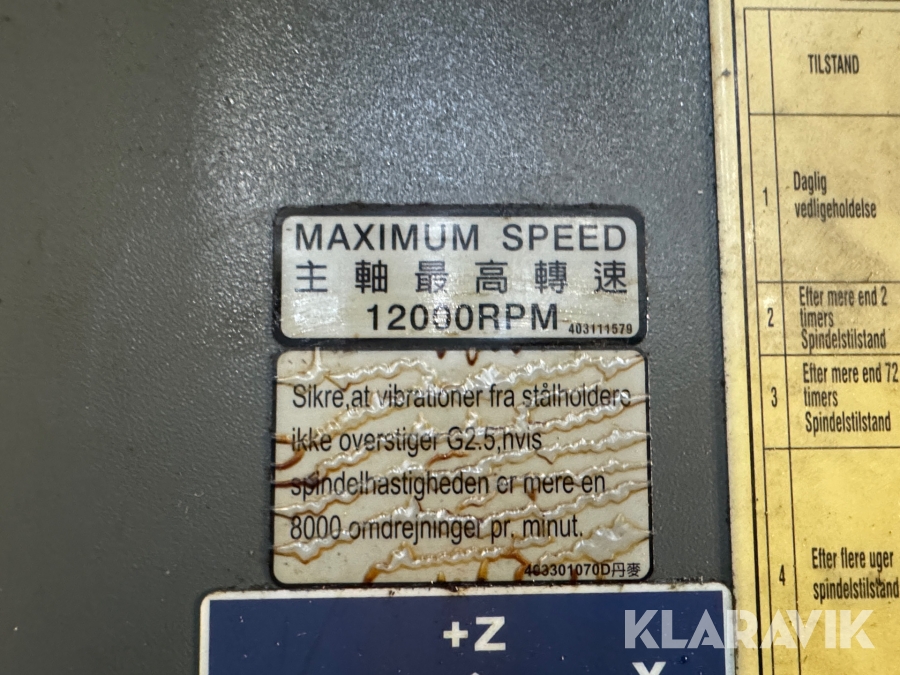 MAXIMUM SPEED
主軸最高轉速
12000RPM 403111579
Sikre,at vibrationer fra stålholdere
ikke overstiger G2.5,hvis
spindelhastigheden er mere en
8000 omdrejninger pr. minut.
403301070D丹麥
+Z
TILSTAND
1
Daglig
vedligeholdelse
2
Efter mere end 2
timers
Spindelstilstand
3
Efter mere end 72
timers
Spindelstilstand
4
Efter flere uger
spindelstilstand
KLARAVIK